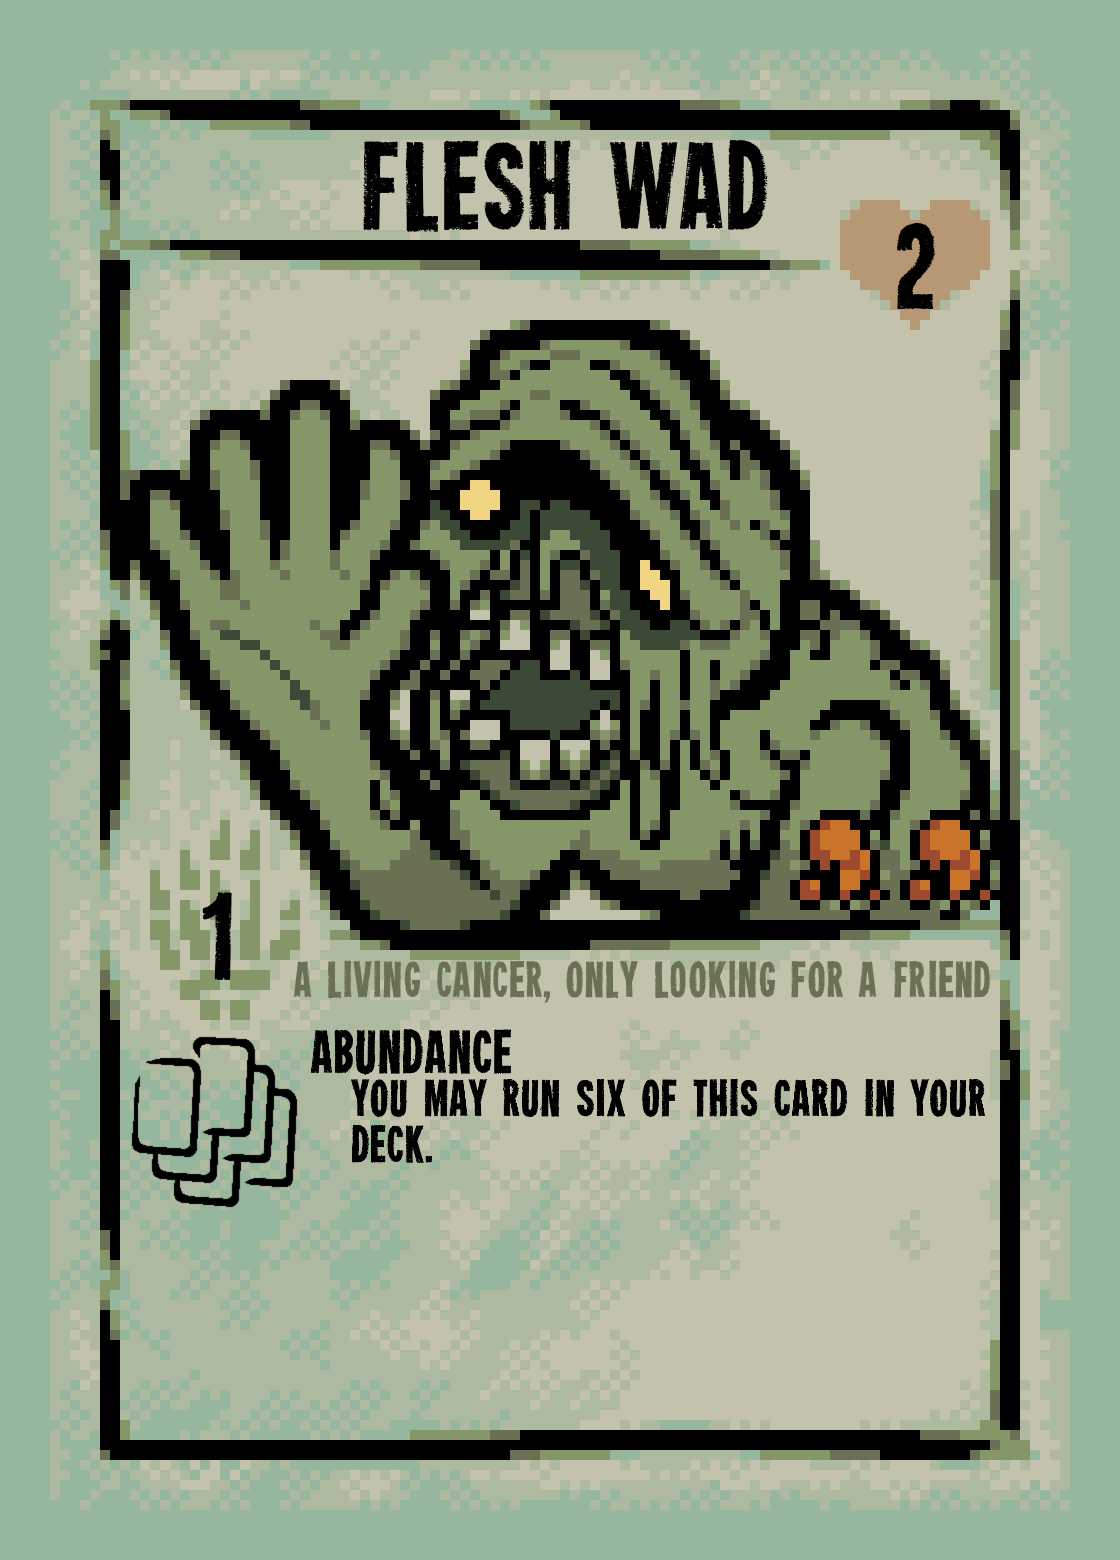 FLESH WAD
2
1
A LIVING CANCER, ONLY LOOKING FOR A FRIEND
ABUNDANCE
YOU MAY RUN SIX OF THIS CARD IN YOUR
DECK.